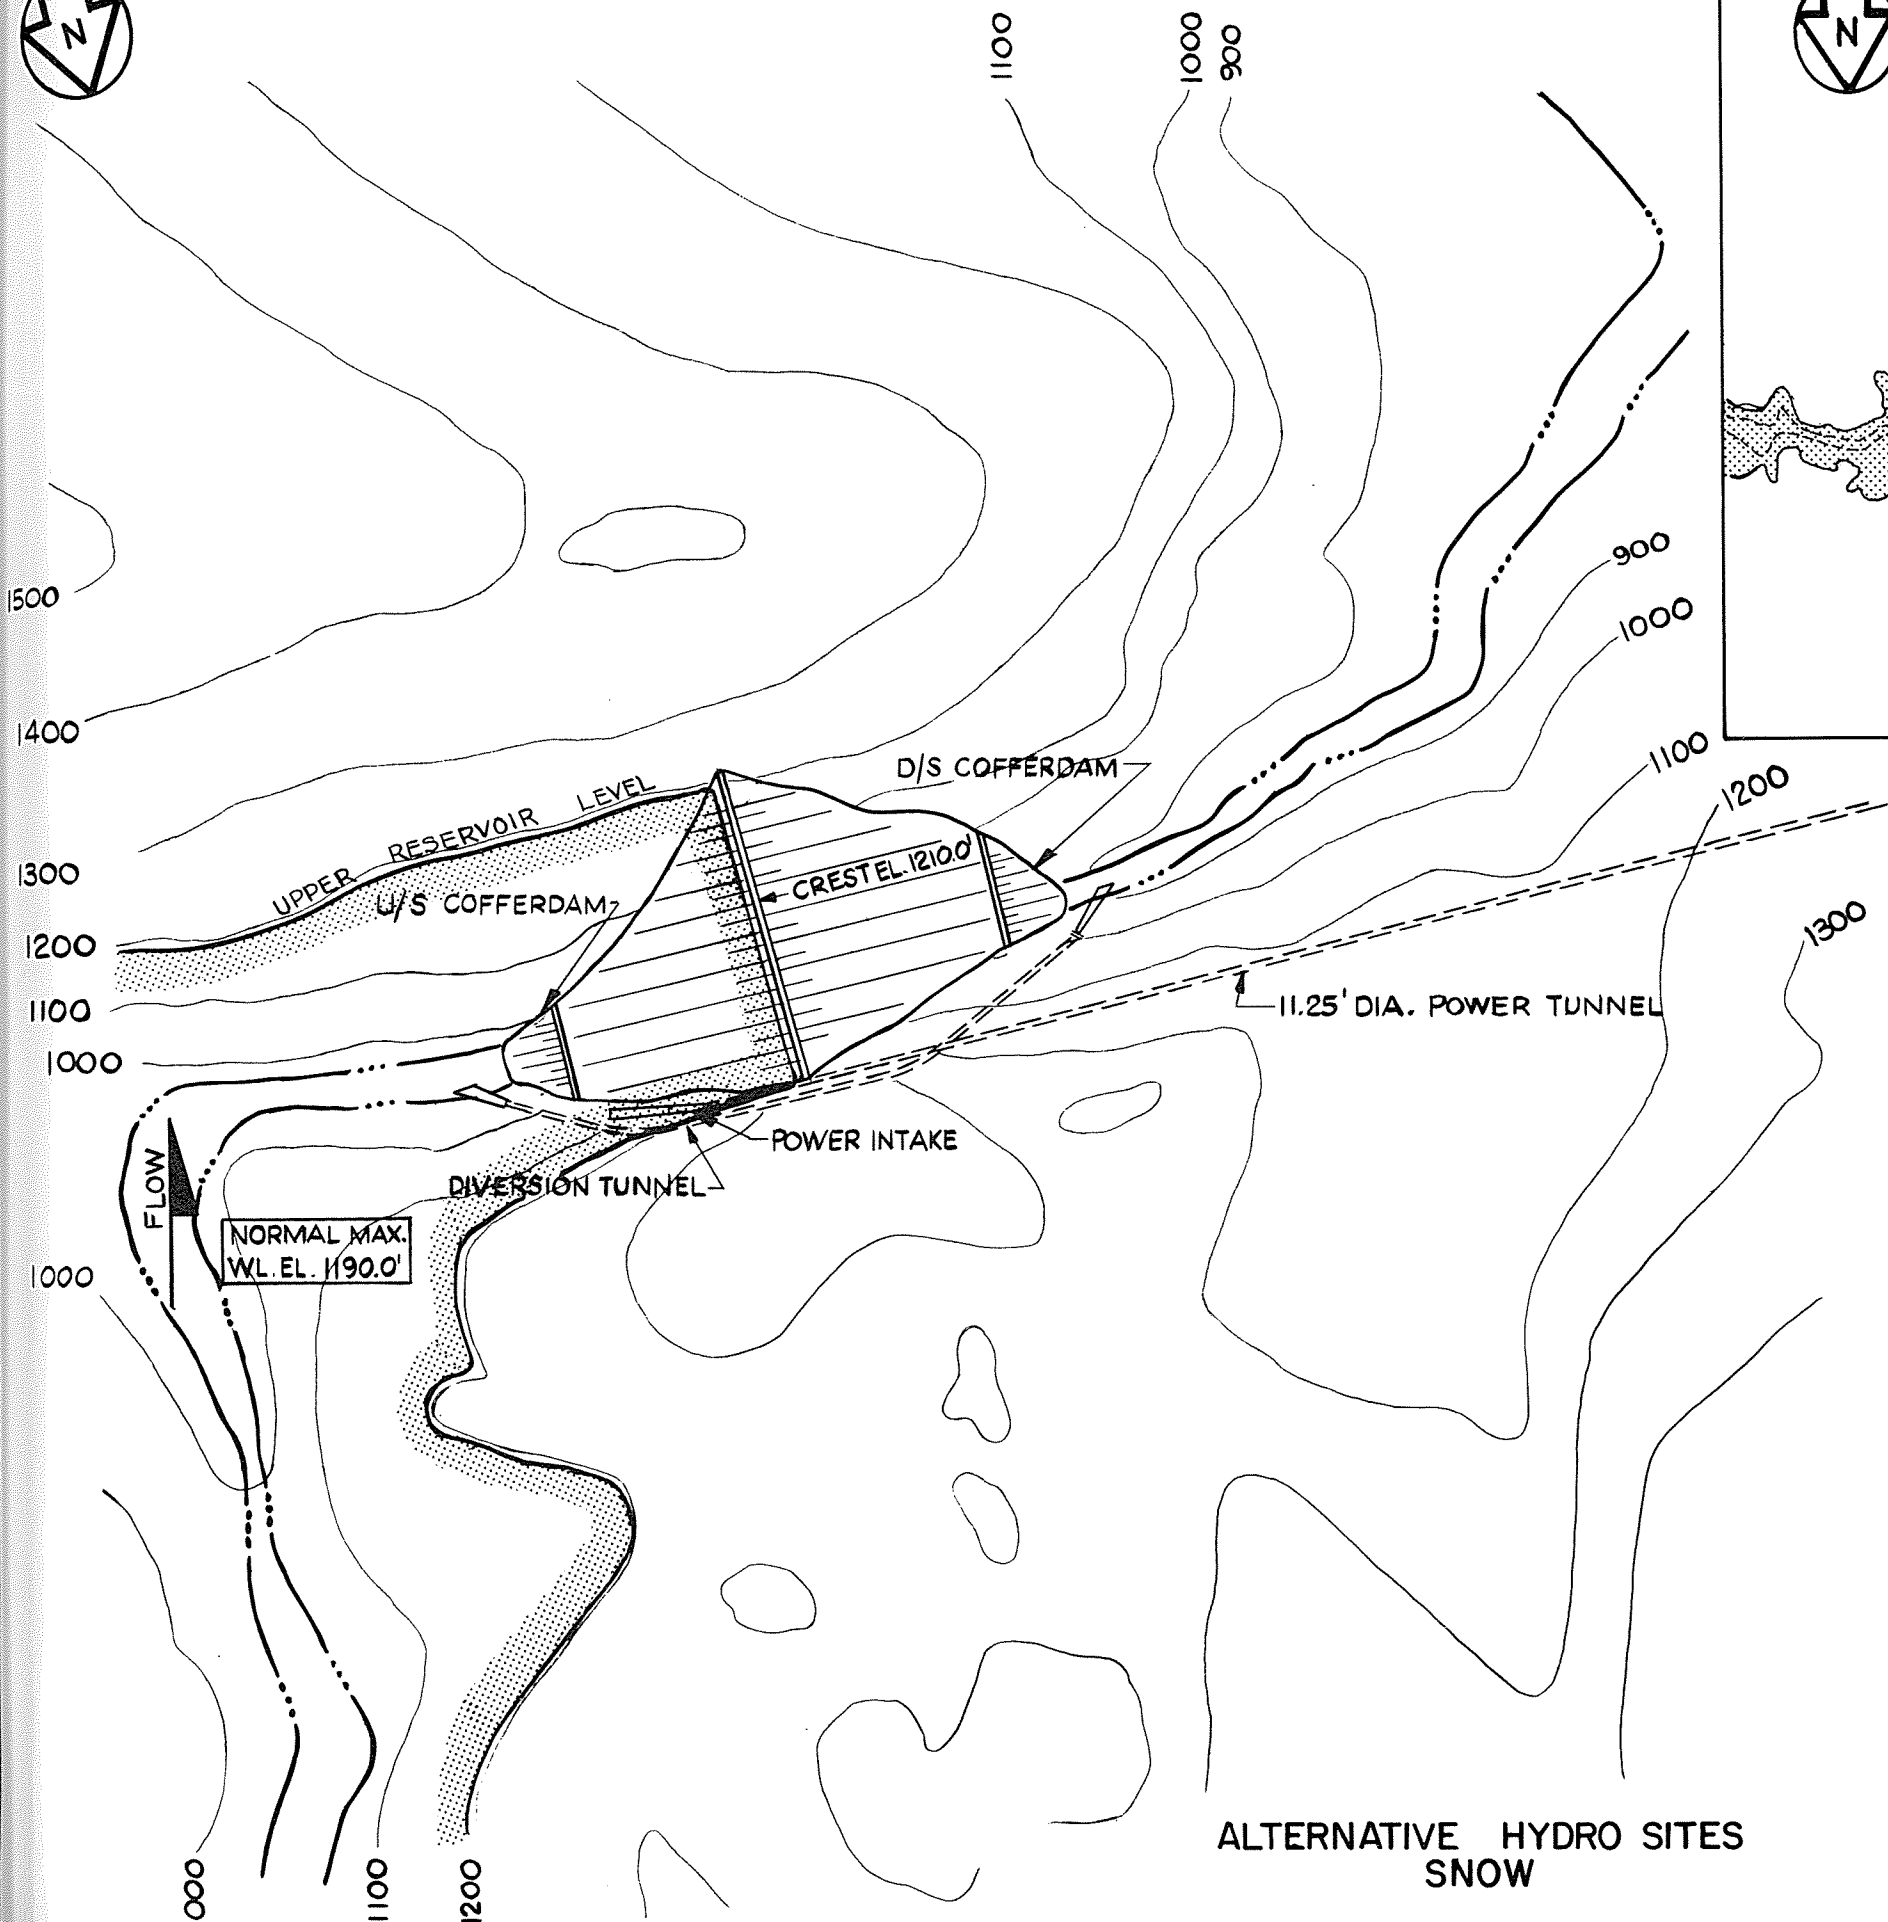 N
N
1100
1000
900
900
1000
1100
1200
1300
1500
1400
1300
1200
1100
1000
1000
UPPER RESERVOIR LEVEL
U/S COFFERDAM
D/S COFFERDAM
CREST EL. 1210.0'
11.25' DIA. POWER TUNNEL
POWER INTAKE
DIVERSION TUNNEL
FLOW
NORMAL MAX.
WL. EL. 1190.0'
000
1100
1200
ALTERNATIVE HYDRO SITES
SNOW